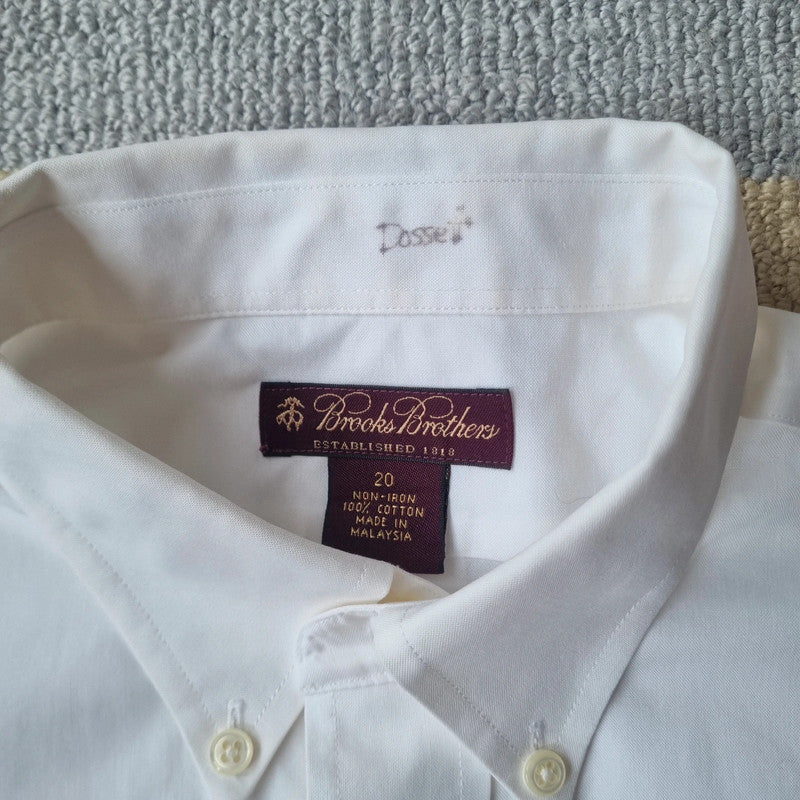 Brooks Brothers
ESTABLISHED 1818
20
NON-IRON
100% COTTON
MADE IN
MALAYSIA